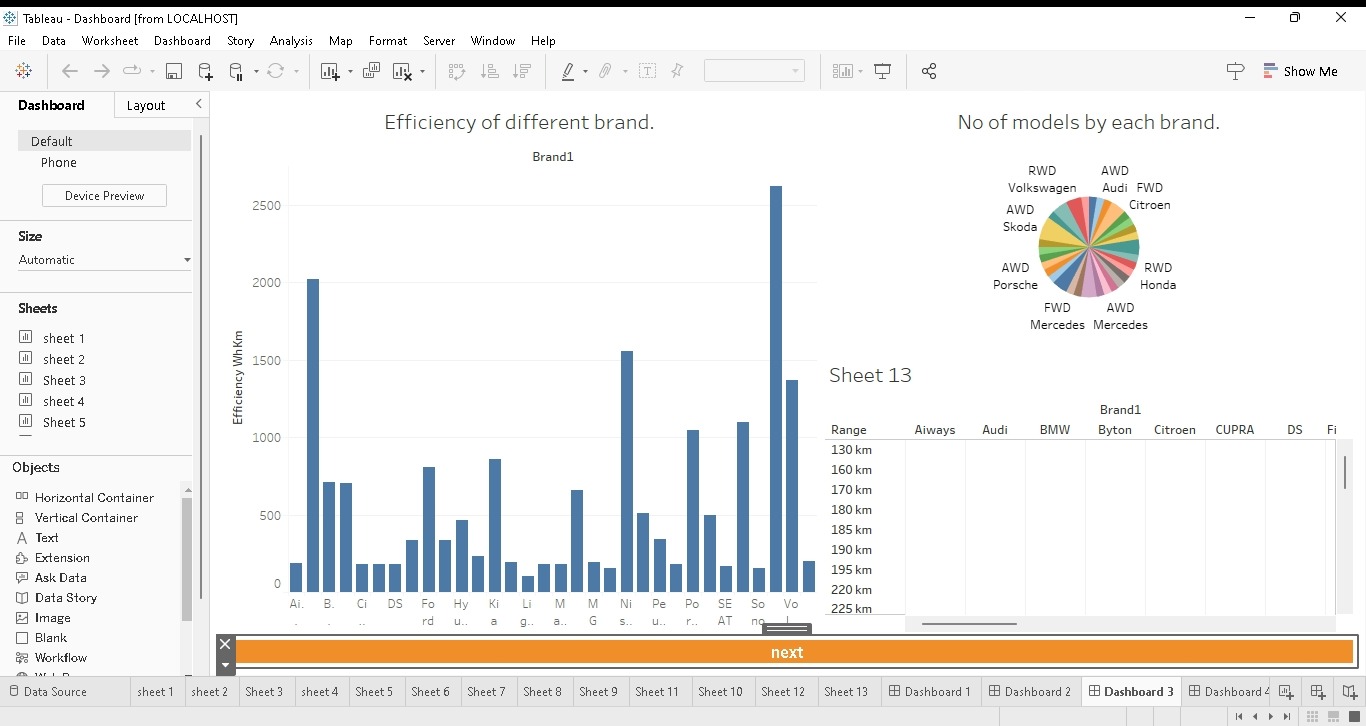 Tableau - Dashboard [from LOCALHOST]
File Data Worksheet Dashboard Story Analysis Map Format Server Window Help
Show Me
Dashboard
Layout
Default
Phone
Device Preview
Size
Automatic
Sheets
sheet 1
sheet 2
Sheet 3
sheet 4
Sheet 5
Objects
Horizontal Container
Vertical Container
Text
Extension
Ask Data
Data Story
Image
Blank
Workflow
Efficiency of different brand.
Brand1
Efficiency WhKm
2500
2000
1500
1000
500
0
Ai. B. Ci DS Fo Hy Ki Li M M Ni Pe Po SE So Vo
. . .. rd u.. a g.. a.. G s.. u.. r.. AT no l
No of models by each brand.
RWD
Volkswagen
AWD
Audi
FWD
Citroen
AWD
Skoda
AWD
Porsche
RWD
Honda
FWD
Mercedes
AWD
Mercedes
Sheet 13
Brand1
Range Aiways Audi BMW Byton Citroen CUPRA DS Fi
130 km
160 km
170 km
180 km
185 km
190 km
195 km
220 km
225 km
next
Data Source sheet 1 sheet 2 Sheet 3 sheet 4 Sheet 5 Sheet 6 Sheet 7 Sheet 8 Sheet 9 Sheet 11 Sheet 10 Sheet 12 Sheet 13 Dashboard 1 Dashboard 2 Dashboard 3 Dashboard 4